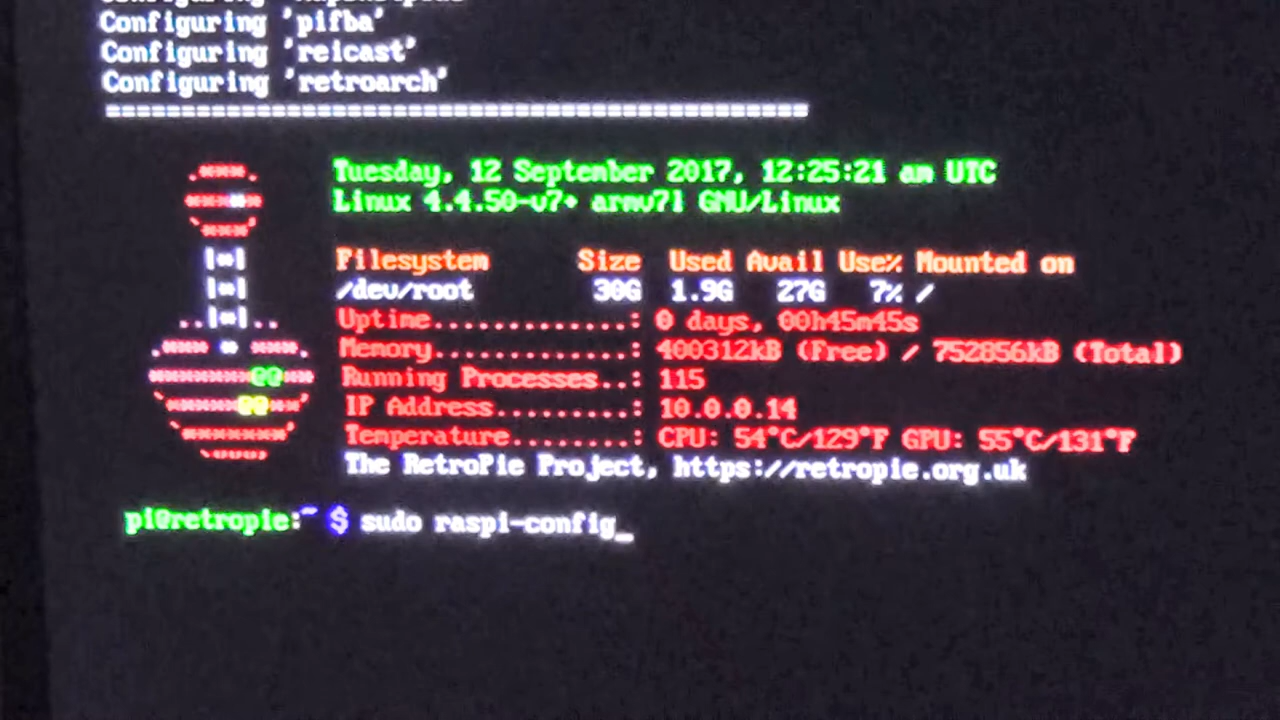 Configuring 'pifba'
Configuring 'reicast'
Configuring 'retroarch'
==============================================
Tuesday, 12 September 2017, 12:25:21 am UTC
Linux 4.4.50-v7+ armv7l GNU/Linux
Filesystem Size Used Avail Use% Mounted on
/dev/root 30G 1.9G 27G 7% /
Uptime.............: 0 days, 00h45m45s
Memory.............: 400312kB (Free) / 752856kB (Total)
Running Processes..: 115
IP Address.........: 10.0.0.14
Temperature........: CPU: 54°C/129°F GPU: 55°C/131°F
The RetroPie Project, https://retropie.org.uk
pi@retropie:~ $ sudo raspi-config_